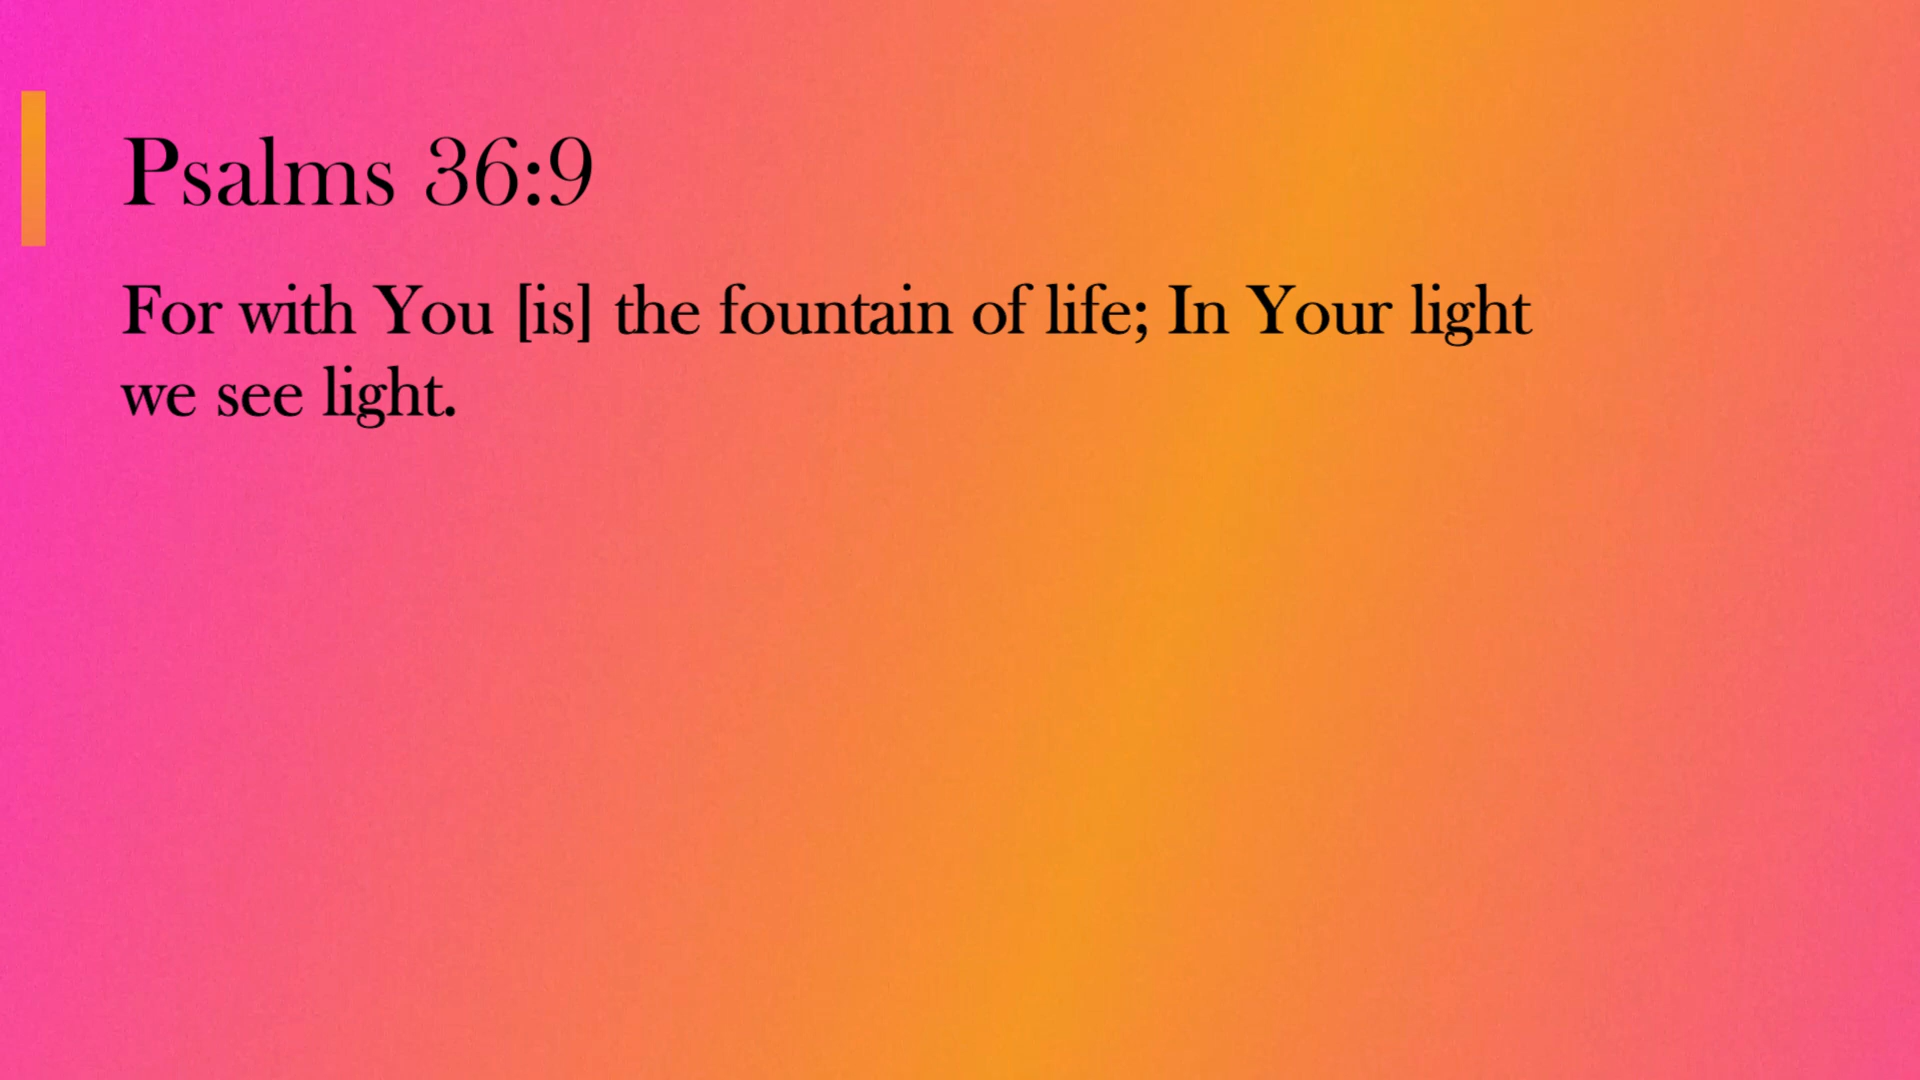 Psalms 36:9
For with You [is] the fountain of life; In Your light
we see light.